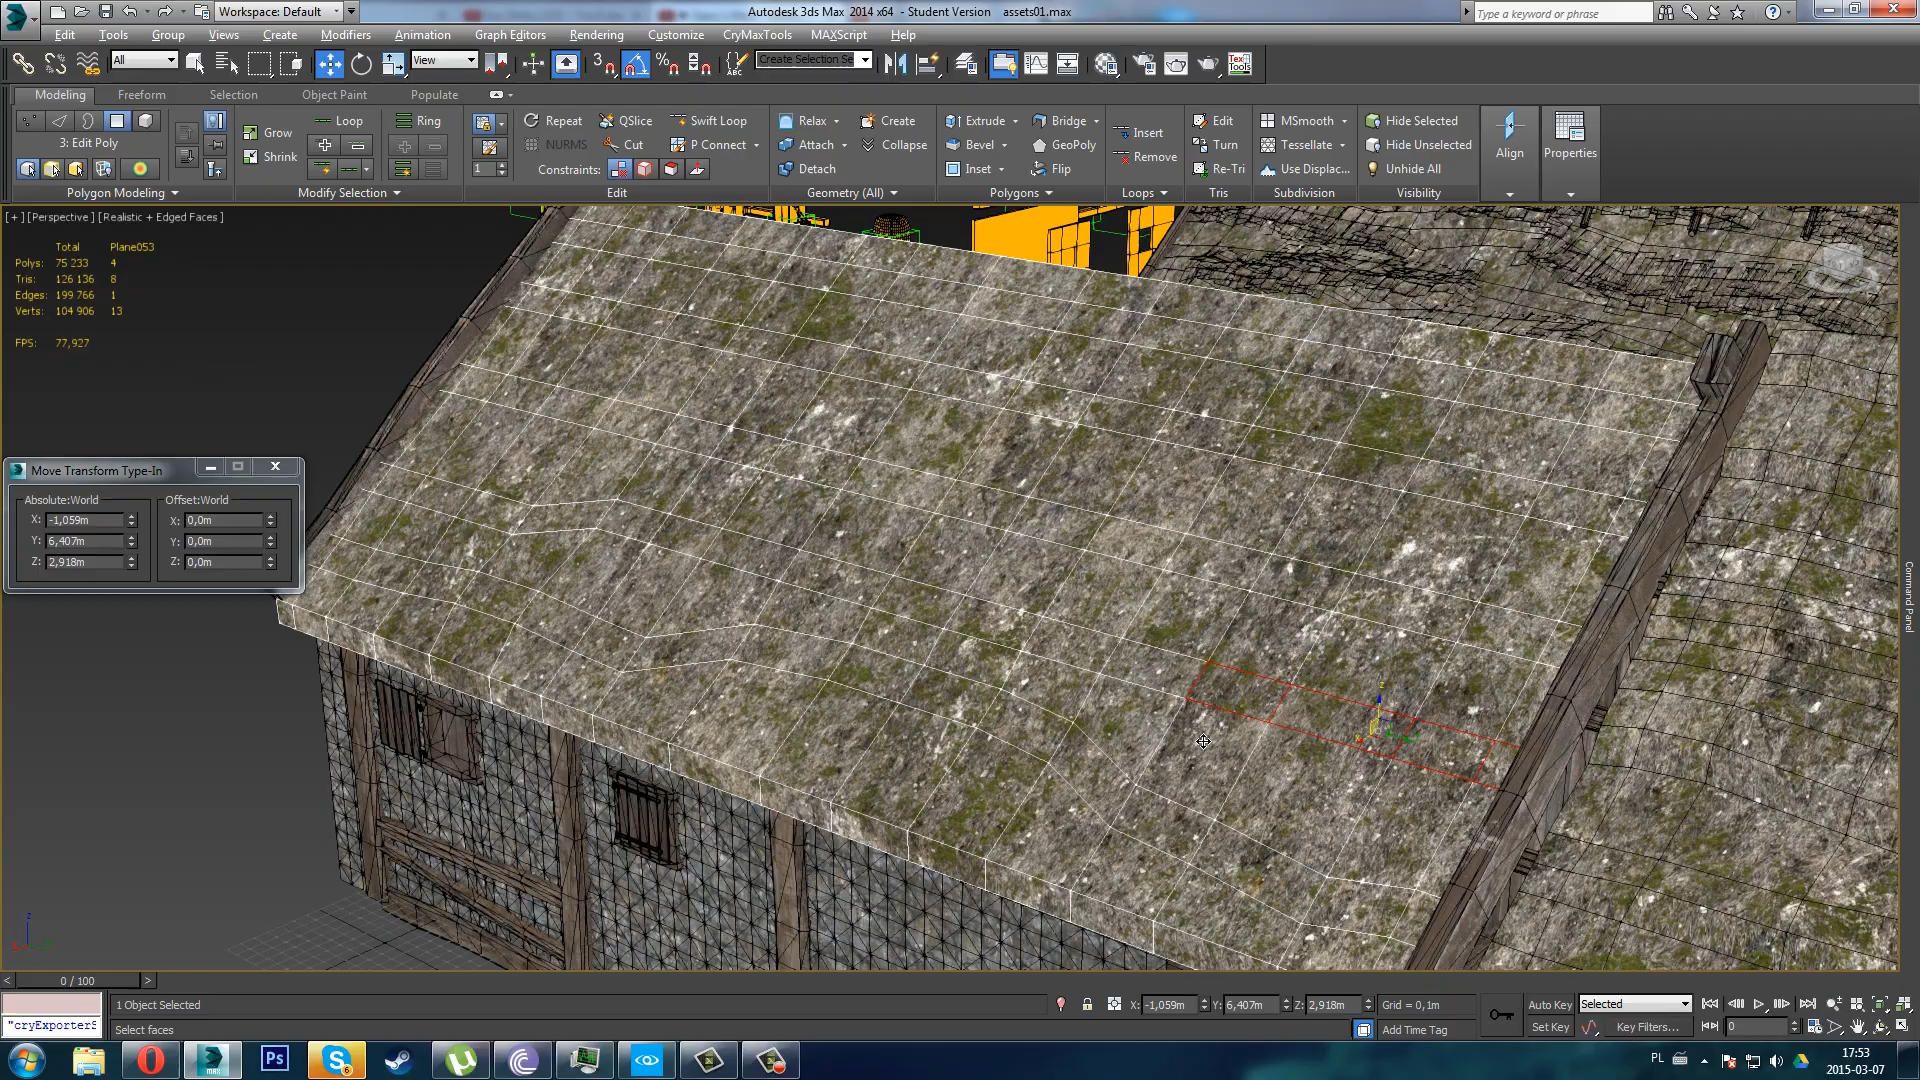 Workspace: Default
Autodesk 3ds Max 2014 x64 - Student Version assets01.max
Type a keyword or phrase
Edit Tools Group Views Create Modifiers Animation Graph Editors Rendering Customize CryMaxTools MAXScript Help
All View Create Selection Se
Modeling Freeform Selection Object Paint Populate
Loop Ring Repeat QSlice Swift Loop Relax Create Extrude Bridge Insert Edit MSmooth Hide Selected
Grow
3: Edit Poly
NURMS Cut P Connect Attach Collapse Bevel GeoPoly Remove Turn Tessellate Hide Unselected
Shrink
1 Constraints: Detach Inset Flip Re-Tri Use Displac... Unhide All
Align Properties
Polygon Modeling Modify Selection Edit Geometry (All) Polygons Loops Tris Subdivision Visibility
[ + ] [Perspective ] [Realistic + Edged Faces ]
Total Plane053
Polys: 75 233 4
Tris: 126 136 8
Edges: 199 766 1
Verts: 104 906 13
FPS: 77,927
Move Transform Type-In
Absolute:World Offset:World
X: -1,059m X: 0,0m
Y: 6,407m Y: 0,0m
Z: 2,918m Z: 0,0m
Command Panel
0 / 100
1 Object Selected X: -1,059m Y: 6,407m Z: 2,918m Grid = 0,1m Auto Key Selected
"cryExporterS
Select faces Add Time Tag Set Key Key Filters... 0
PL 17:53
2015-03-07